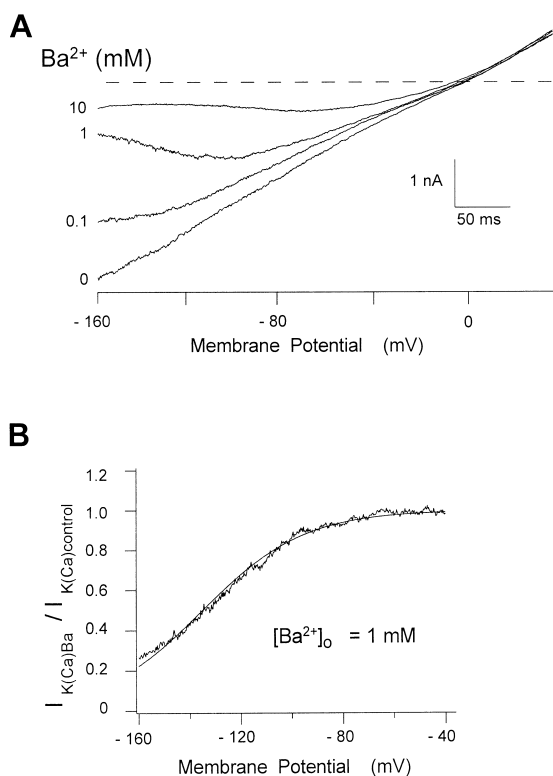 A
Ba²⁺ (mM)
10
1
0.1
0
1 nA
50 ms
- 160
- 80
0
Membrane Potential (mV)
B
I K(Ca)Ba / I K(Ca)control
1.2
1.0
0.8
0.6
0.4
0.2
0
[Ba²⁺]o = 1 mM
- 160
- 120
- 80
- 40
Membrane Potential (mV)